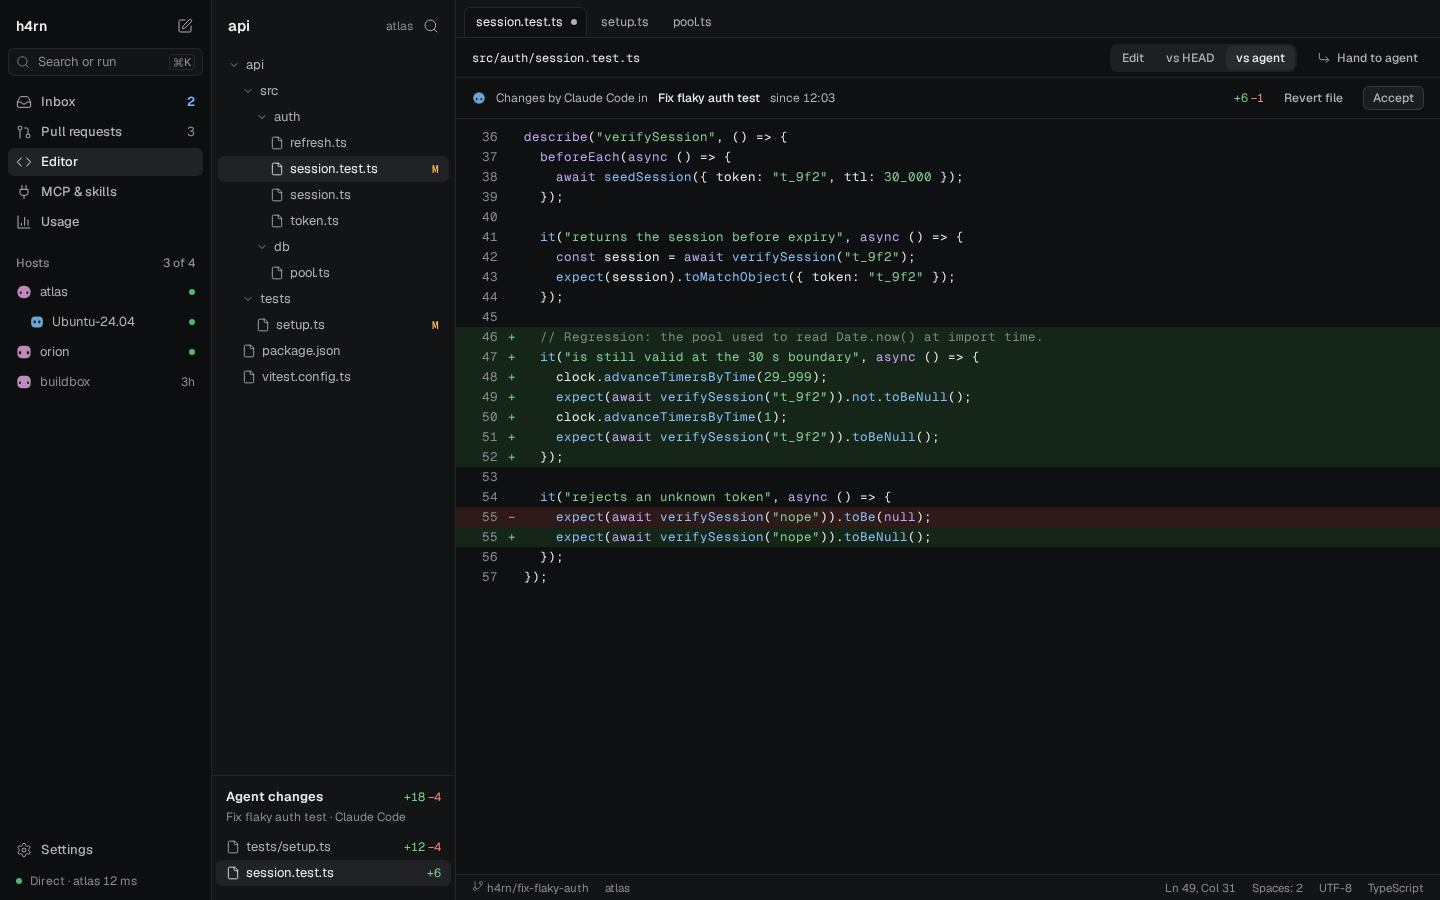 h4rn
Search or run ⌘K
Inbox 2
Pull requests 3
Editor
MCP & skills
Usage
Hosts 3 of 4
atlas
Ubuntu-24.04
orion
buildbox 3h
Settings
Direct · atlas 12 ms
api atlas
api
src
auth
refresh.ts
session.test.ts M
session.ts
token.ts
db
pool.ts
tests
setup.ts M
package.json
vitest.config.ts
Agent changes +18 −4
Fix flaky auth test · Claude Code
tests/setup.ts +12 −4
session.test.ts +6
session.test.ts setup.ts pool.ts
src/auth/session.test.ts Edit vs HEAD vs agent Hand to agent
Changes by Claude Code in Fix flaky auth test since 12:03 +6 −1 Revert file Accept
36 describe("verifySession", () => {
37 beforeEach(async () => {
38 await seedSession({ token: "t_9f2", ttl: 30_000 });
39 });
40
41 it("returns the session before expiry", async () => {
42 const session = await verifySession("t_9f2");
43 expect(session).toMatchObject({ token: "t_9f2" });
44 });
45
46 + // Regression: the pool used to read Date.now() at import time.
47 + it("is still valid at the 30 s boundary", async () => {
48 + clock.advanceTimersByTime(29_999);
49 + expect(await verifySession("t_9f2")).not.toBeNull();
50 + clock.advanceTimersByTime(1);
51 + expect(await verifySession("t_9f2")).toBeNull();
52 + });
53
54 it("rejects an unknown token", async () => {
55 − expect(await verifySession("nope")).toBe(null);
55 + expect(await verifySession("nope")).toBeNull();
56 });
57 });
h4rn/fix-flaky-auth atlas Ln 49, Col 31 Spaces: 2 UTF-8 TypeScript